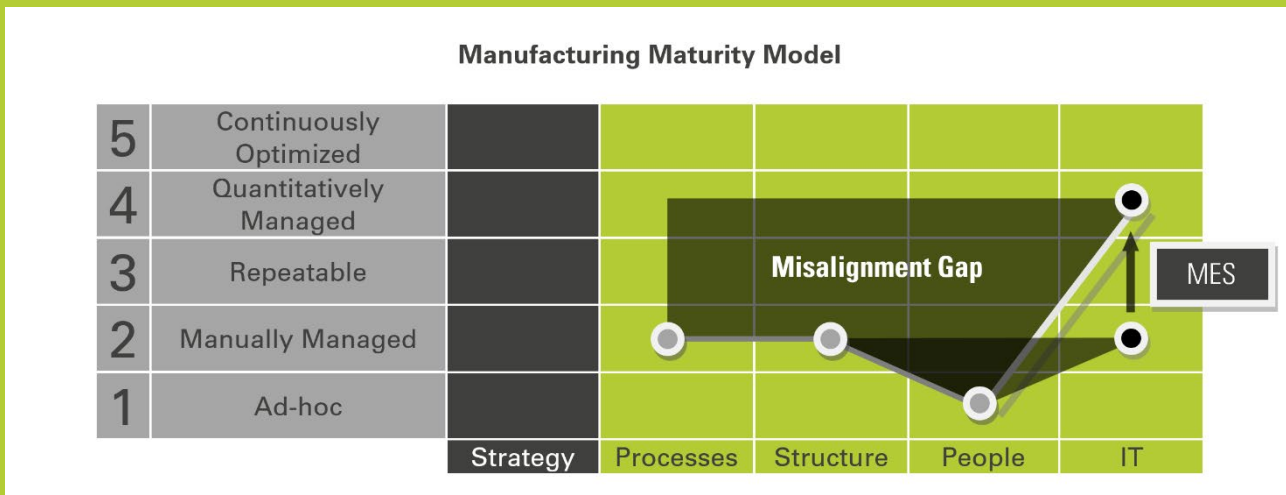 Manufacturing Maturity Model
5
Continuously
Optimized
4
Quantitatively
Managed
3
Repeatable
Misalignment Gap
MES
2
Manually Managed
1
Ad-hoc
Strategy
Processes
Structure
People
IT